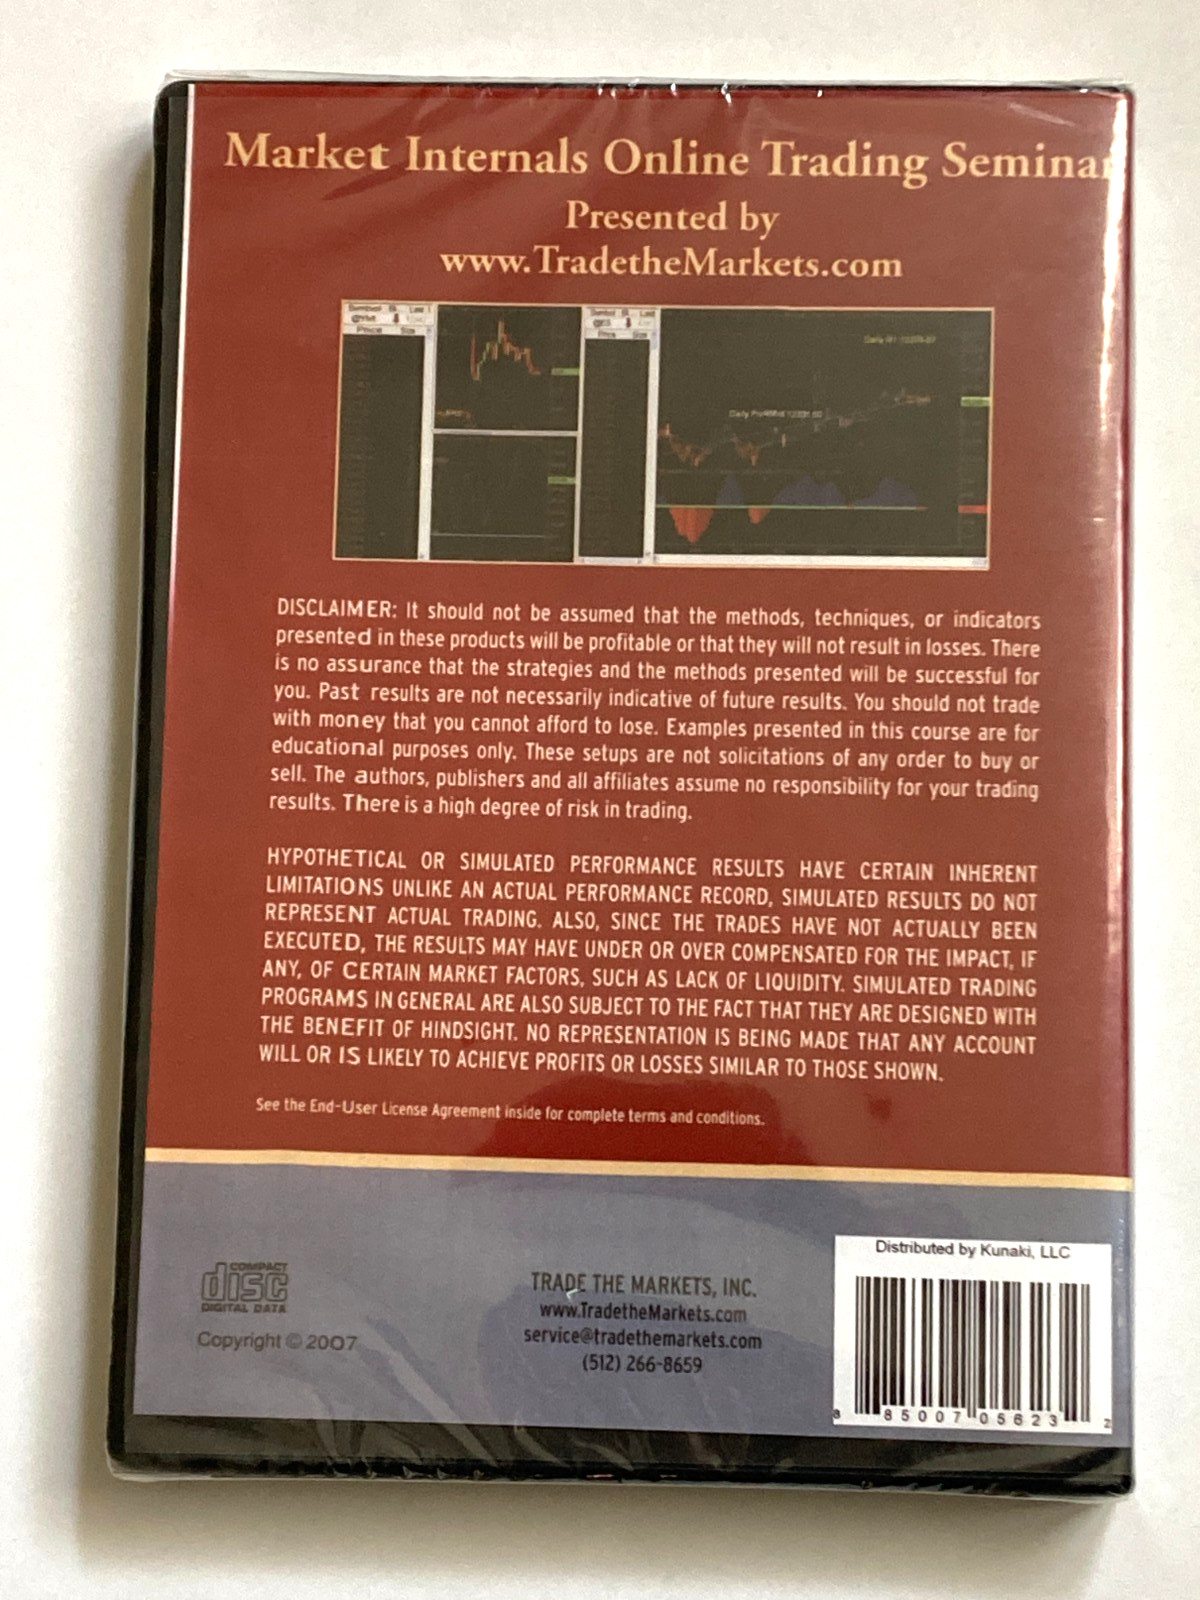 Market Internals Online Trading Seminar
Presented by
www.TradetheMarkets.com
Symbol
Last
Symbol
Last
@YM
@ES
Price Size
Price Size
DISCLAIMER: It should not be assumed that the methods, techniques, or indicators
presented in these products will be profitable or that they will not result in losses. There
is no assurance that the strategies and the methods presented will be successful for
you. Past results are not necessarily indicative of future results. You should not trade
with money that you cannot afford to lose. Examples presented in this course are for
educational purposes only. These setups are not solicitations of any order to buy or
sell. The authors, publishers and all affiliates assume no responsibility for your trading
results. There is a high degree of risk in trading.
HYPOTHETICAL OR SIMULATED PERFORMANCE RESULTS HAVE CERTAIN INHERENT
LIMITATIONS UNLIKE AN ACTUAL PERFORMANCE RECORD, SIMULATED RESULTS DO NOT
REPRESENT ACTUAL TRADING. ALSO, SINCE THE TRADES HAVE NOT ACTUALLY BEEN
EXECUTED, THE RESULTS MAY HAVE UNDER OR OVER COMPENSATED FOR THE IMPACT, IF
ANY, OF CERTAIN MARKET FACTORS, SUCH AS LACK OF LIQUIDITY. SIMULATED TRADING
PROGRAMS IN GENERAL ARE ALSO SUBJECT TO THE FACT THAT THEY ARE DESIGNED WITH
THE BENEFIT OF HINDSIGHT. NO REPRESENTATION IS BEING MADE THAT ANY ACCOUNT
WILL OR IS LIKELY TO ACHIEVE PROFITS OR LOSSES SIMILAR TO THOSE SHOWN.
See the End-User License Agreement inside for complete terms and conditions.
COMPACT
disc
DIGITAL DATA
Copyright © 2007
TRADE THE MARKETS, INC.
www.TradetheMarkets.com
service@tradethemarkets.com
(512) 266-8659
Distributed by Kunaki, LLC
8 85007 05623 2